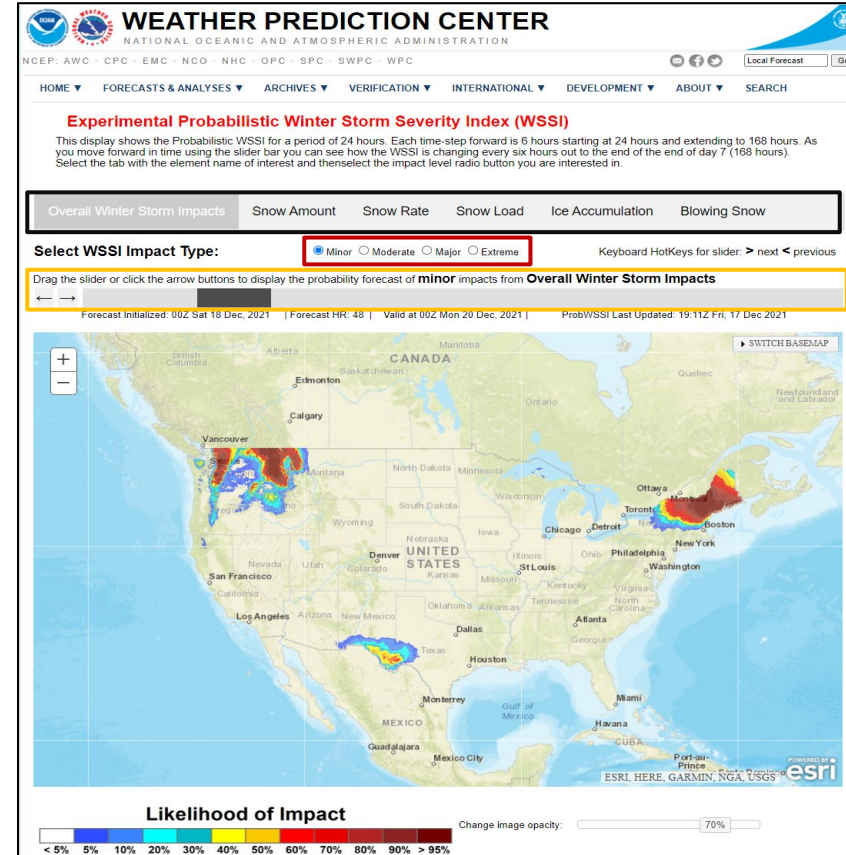 NOAA
WEATHER PREDICTION CENTER
NATIONAL OCEANIC AND ATMOSPHERIC ADMINISTRATION
NCEP: AWC · CPC · EMC · NCO · NHC · OPC · SPC · SWPC · WPC
Local Forecast
HOME ▼ FORECASTS & ANALYSES ▼ ARCHIVES ▼ VERIFICATION ▼ INTERNATIONAL ▼ DEVELOPMENT ▼ ABOUT ▼ SEARCH
Experimental Probabilistic Winter Storm Severity Index (WSSI)
This display shows the Probabilistic WSSI for a period of 24 hours. Each time-step forward is 6 hours starting at 24 hours and extending to 168 hours. As
you move forward in time using the slider bar you can see how the WSSI is changing every six hours out to the end of the end of day 7 (168 hours).
Select the tab with the element name of interest and thenselect the impact level radio button you are interested in.
Overall Winter Storm Impacts Snow Amount Snow Rate Snow Load Ice Accumulation Blowing Snow
Select WSSI Impact Type: Minor Moderate Major Extreme Keyboard HotKeys for slider: > next < previous
Drag the slider or click the arrow buttons to display the probability forecast of minor impacts from Overall Winter Storm Impacts
← →
Forecast Initialized: 00Z Sat 18 Dec, 2021 | Forecast HR: 48 | Valid at 00Z Mon 20 Dec, 2021 | ProbWSSI Last Updated: 19:11Z Fri, 17 Dec 2021
+
−
SWITCH BASEMAP
British
Columbia
Alberta
Saskatchewan
Manitoba
CANADA
Ontario
Quebec
Newfoundland
and Labrador
Edmonton
Calgary
Vancouver
Montana
North Dakota
Minnesota
South Dakota
Wisconsin
Wyoming
Nebraska
Iowa
Ottawa
Montreal
Toronto
Boston
Chicago
Detroit
New York
Philadelphia
Washington
Nevada
Utah
Denver
Colorado
UNITED
STATES
Kansas
Illinois
Ohio
St Louis
Missouri
Kentucky
Virginia
San Francisco
California
Los Angeles
Arizona
New Mexico
Oklahoma
Arkansas
Tennessee
North
Carolina
Atlanta
Georgia
Dallas
Texas
Houston
Monterrey
Gulf of
Mexico
Miami
MÉXICO
Havana
CUBA
Guadalajara
Mexico City
Port-au-
Prince
POWERED BY
esri
ESRI, HERE, GARMIN, NGA, USGS
Likelihood of Impact
Change image opacity: 70%
< 5% 5% 10% 20% 30% 40% 50% 60% 70% 80% 90% > 95%